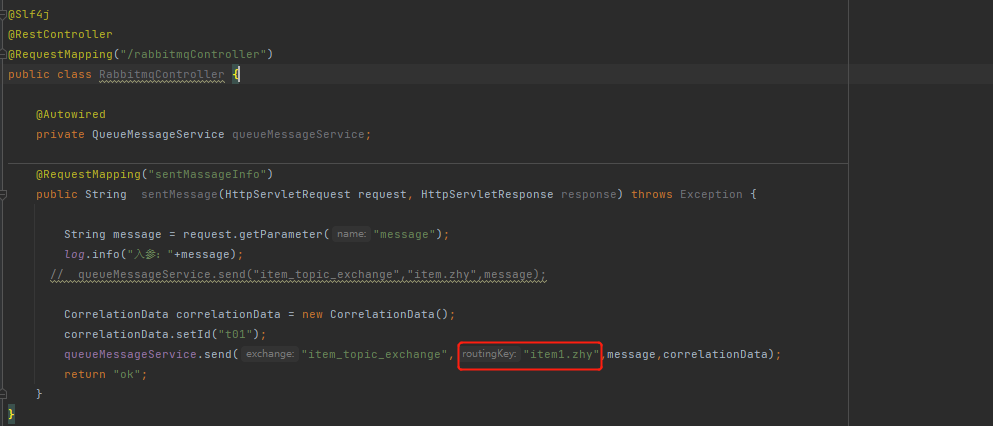 @Slf4j
@RestController
@RequestMapping("/rabbitmqController")
public class RabbitmqController {
@Autowired
private QueueMessageService queueMessageService;
@RequestMapping("sentMassageInfo")
public String  sentMessage(HttpServletRequest request, HttpServletResponse response) throws Exception {
String message = request.getParameter( name: "message");
log.info("入参："+message);
//  queueMessageService.send("item_topic_exchange","item.zhy",message);
CorrelationData correlationData = new CorrelationData();
correlationData.setId("t01");
queueMessageService.send( exchange: "item_topic_exchange", routingKey: "item1.zhy",message,correlationData);
return "ok";
}
}